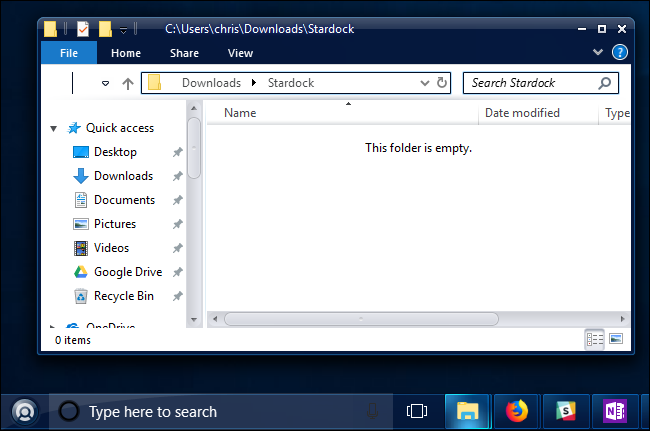 C:\Users\chris\Downloads\Stardock
File Home Share View
Downloads Stardock Search Stardock
Name Date modified Type
This folder is empty.
Quick access
Desktop
Downloads
Documents
Pictures
Videos
Google Drive
Recycle Bin
OneDrive
0 items
Type here to search